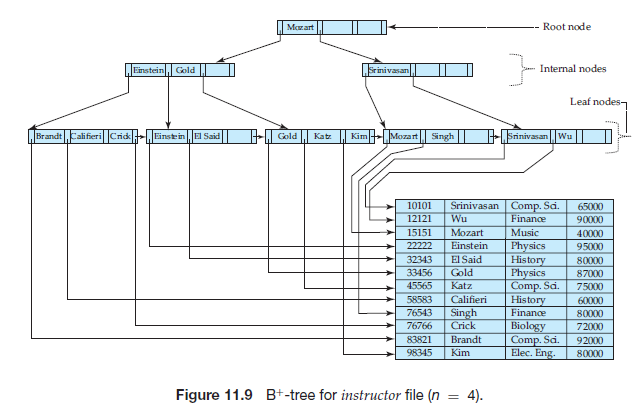 Mozart
Root node
Einstein Gold
Srinivasan
Internal nodes
Leaf nodes
Brandt Califieri Crick Einstein El Said Gold Katz Kim Mozart Singh Srinivasan Wu
10101 Srinivasan Comp. Sci. 65000
12121 Wu Finance 90000
15151 Mozart Music 40000
22222 Einstein Physics 95000
32343 El Said History 80000
33456 Gold Physics 87000
45565 Katz Comp. Sci. 75000
58583 Califieri History 60000
76543 Singh Finance 80000
76766 Crick Biology 72000
83821 Brandt Comp. Sci. 92000
98345 Kim Elec. Eng. 80000
Figure 11.9 B+-tree for instructor file (n = 4).